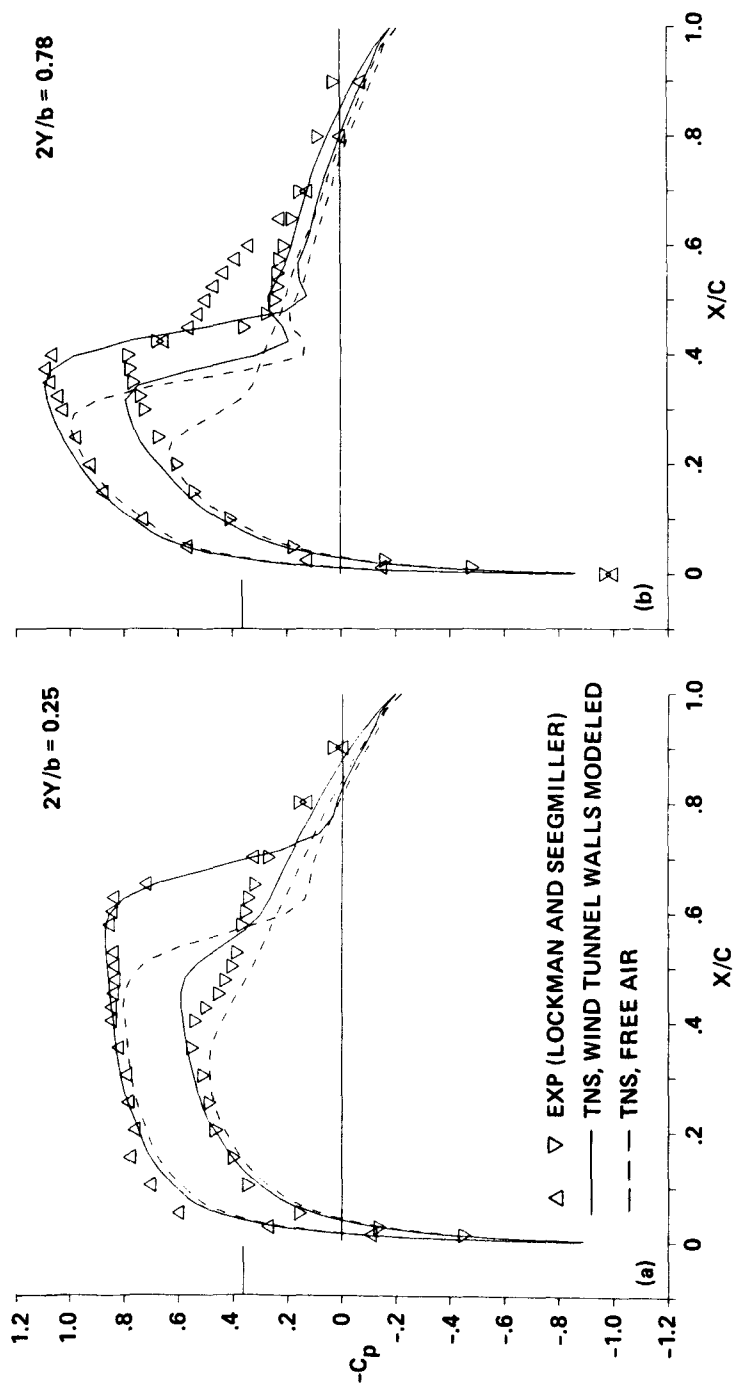 2Y/b = 0.25
1.2
1.0
.8
.6
.4
.2
0
-.2
-.4
-.6
-.8
-1.0
-1.2
-Cp
EXP (LOCKMAN AND SEEGMILLER)
TNS, WIND TUNNEL WALLS MODELED
TNS, FREE AIR
(a)
0
.2
.4
.6
.8
1.0
X/C
2Y/b = 0.78
(b)
0
.2
.4
.6
.8
1.0
X/C